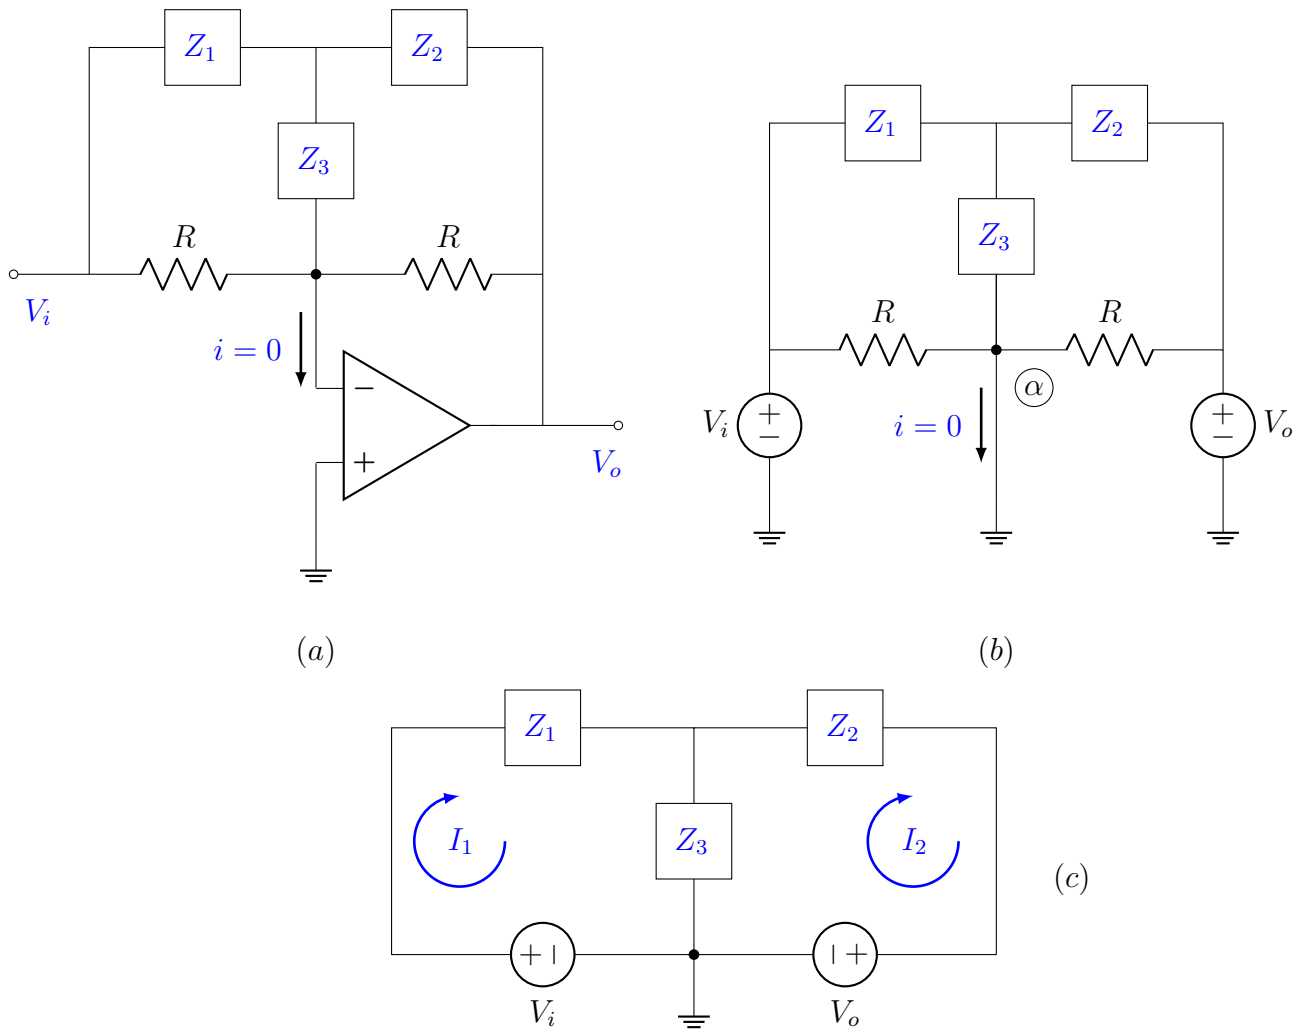 Z₁
Z₂
Z₃
R
R
Vᵢ
i = 0
−
+
Vₒ
(a)
Z₁
Z₂
Z₃
R
R
α
i = 0
Vᵢ
+
−
+
−
Vₒ
(b)
Z₁
Z₂
I₁
Z₃
I₂
(c)
+ −
− +
Vᵢ
Vₒ